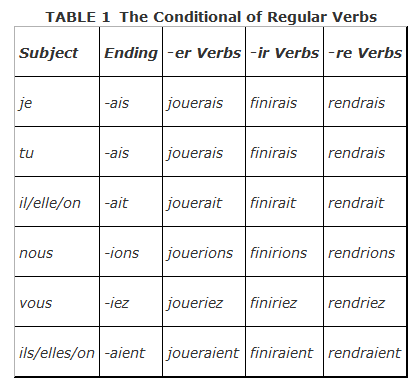 TABLE 1 The Conditional of Regular Verbs
Subject Ending -er Verbs -ir Verbs -re Verbs
je -ais jouerais finirais rendrais
tu -ais jouerais finirais rendrais
il/elle/on -ait jouerait finirait rendrait
nous -ions jouerions finirions rendrions
vous -iez joueriez finiriez rendriez
ils/elles/on -aient joueraient finiraient rendraient